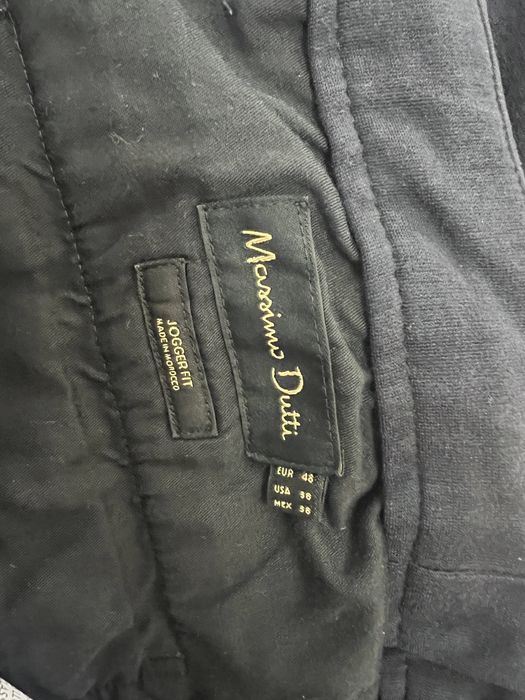 Massimo Dutti
EUR 48
USA 38
MEX 38
JOGGER FIT
MADE IN MOROCCO